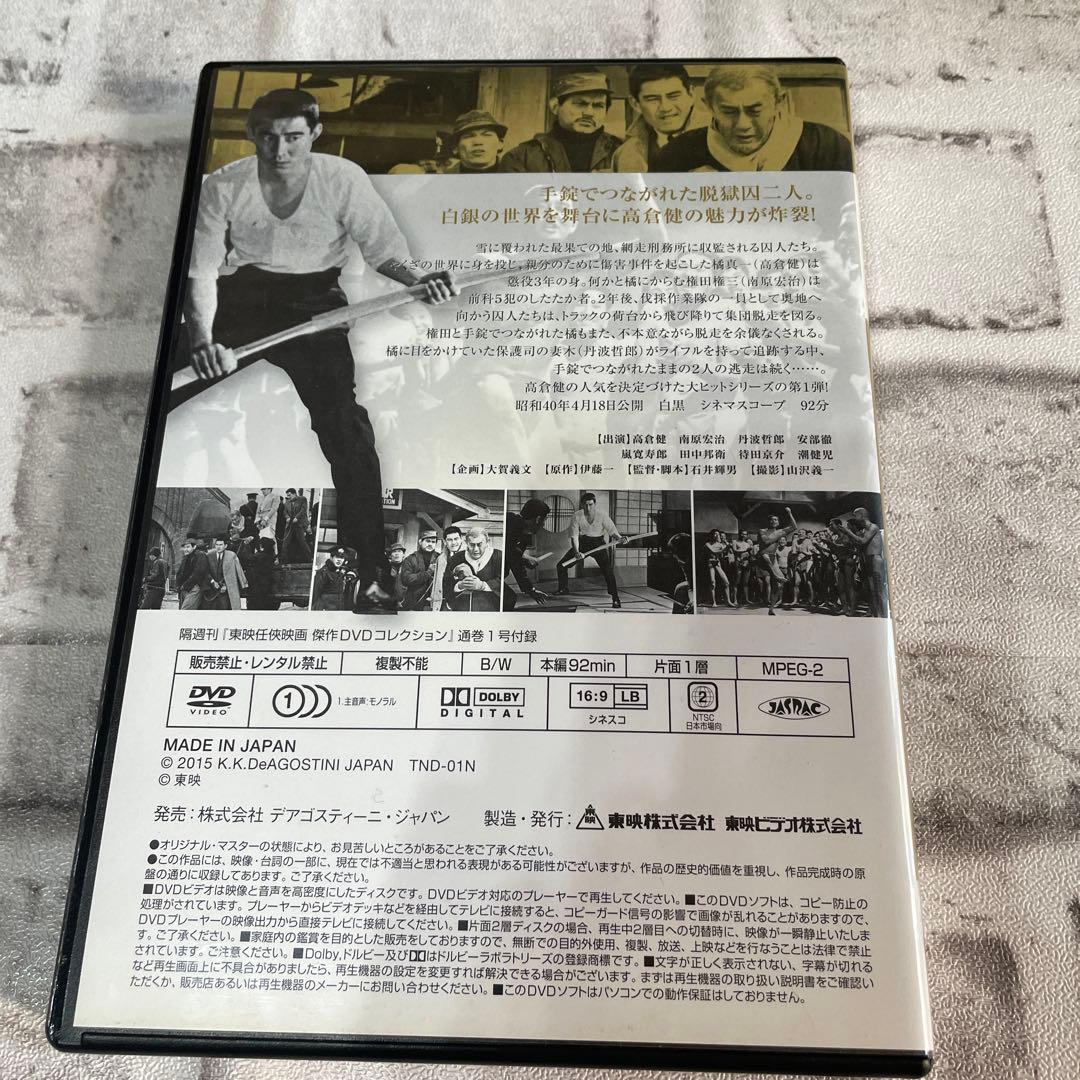 手錠でつながれた脱獄囚二人。
白銀の世界を舞台に高倉健の魅力が炸裂!
雪に覆われた最果ての地、網走刑務所に収監される囚人たち。
くざの世界に身を投じ、親分のために傷害事件を起こした橘真一(高倉健)は
懲役3年の身。何かと橘にからむ権田権三(南原宏治)は
前科5犯のしたたか者。2年後、伐採作業隊の一員として奥地へ
向かう囚人たちは、トラックの荷台から飛び降りて集団脱走を図る。
権田と手錠でつながれた橘もまた、不本意ながら脱走を余儀なくされる。
橘に目をかけていた保護司の妻木(丹波哲郎)がライフルを持って追跡する中、
手錠でつながれたままの2人の逃走は続く……。
高倉健の人気を決定づけた大ヒットシリーズの第1弾!
昭和40年4月18日公開 白黒 シネマスコープ 92分
【出演】高倉健 南原宏治 丹波哲郎 安部徹
嵐寛寿郎 田中邦衛 待田京介 潮健児
【企画】大賀義文 【原作】伊藤一 【監督・脚本】石井輝男 【撮影】山沢義一
隔週刊『東映任俠映画 傑作DVDコレクション』通巻1号付録
販売禁止・レンタル禁止 複製不能 B/W 本編92min 片面1層 MPEG-2
DVD VIDEO 1 1.主音声:モノラル DOLBY DIGITAL 16:9 LB シネスコ 2 NTSC 日本市場向 JASRAC
MADE IN JAPAN
© 2015 K.K.DeAGOSTINI JAPAN TND-01N
© 東映
発売:株式会社 デアゴスティーニ・ジャパン 製造・発行: 東映 東映株式会社 東映ビデオ株式会社
●オリジナル・マスターの状態により、お見苦しいところがあることをご了承ください。
●この作品には、映像・台詞の一部に、現在では不適当と思われる表現がある可能性がございますが、作品の歴史的価値を重視し、作品完成時の原
盤の通りに収録してあります。ご了承ください。
■DVDビデオは映像と音声を高密度にしたディスクです。DVDビデオ対応のプレーヤーで再生してください。■このDVDソフトは、コピー防止の
処理がされています。プレーヤーからビデオデッキなどを経由してテレビに接続すると、コピーガード信号の影響で画像が乱れることがありますので、
DVDプレーヤーの映像出力から直接テレビに接続してください。■片面2層ディスクの場合、再生中2層目への切替時に、映像が一瞬静止いたしま
す。ご了承ください。■家庭内の鑑賞を目的とした販売をしておりますので、無断での目的外使用、複製、放送、上映などを行なうことは法律で禁止
されています。ご注意ください。■Dolby、ドルビー及びはドルビーラボラトリーズの登録商標です。■文字が正しく表示されない、字幕が切れる
など再生画面上に不具合がありましたら、再生機器の設定を変更すれば解決できる場合がございます。まずは再生機器の取り扱い説明書をご確認い
ただくか、販売店あるいは再生機器のメーカーにお問い合わせください。■このDVDソフトはパソコンでの動作保証はしておりません。